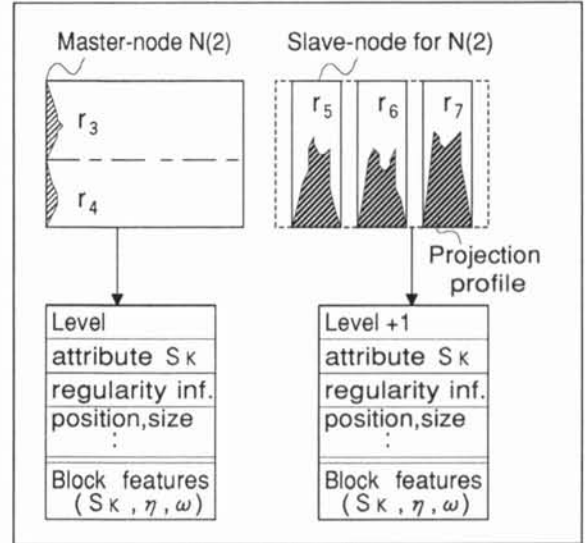 Master-node N(2)
Slave-node for N(2)
r3
r4
r5
r6
r7
Projection
profile
Level
attribute SK
regularity inf.
position,size
⋮
Block features
(SK, η, ω)
Level +1
attribute SK
regularity inf.
position,size
⋮
Block features
(SK, η, ω)